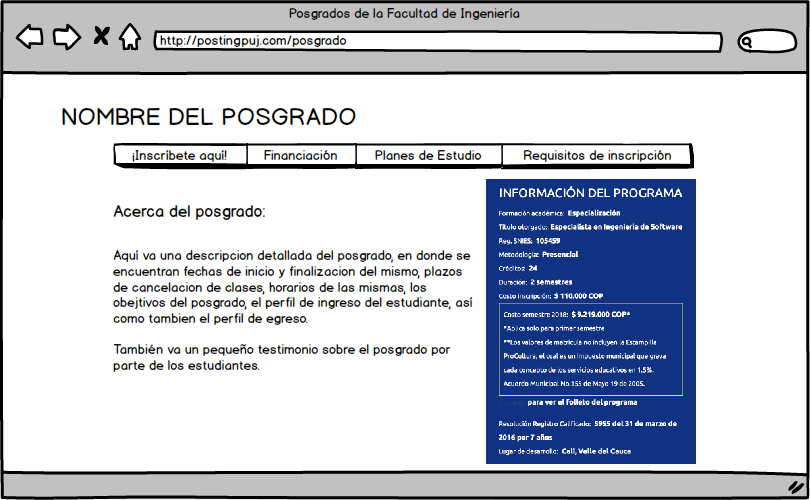 Posgrados de la Facultad de Ingeniería
http://postingpuj.com/posgrado
NOMBRE DEL POSGRADO
¡Inscríbete aquí! Financiación Planes de Estudio Requisitos de inscripción
Acerca del posgrado:
Aquí va una descripcion detallada del posgrado, en donde se
encuentran fechas de inicio y finalizacion del mismo, plazos
de cancelacion de clases, horarios de las mismas, los
obejtivos del posgrado, el perfil de ingreso del estudiante, así
como tambien el perfil de egreso.
También va un pequeño testimonio sobre el posgrado por
parte de los estudiantes.
INFORMACIÓN DEL PROGRAMA
Formación académica: Especialización
Título otorgado: Especialista en Ingeniería de Software
Reg. SNIES: 105459
Metodología: Presencial
Créditos: 24
Duración: 2 semestres
Costo inscripción: $ 110.000 COP
Costo semestre 2018: $ 9.219.000 COP*
*Aplica solo para primer semestre
**Los valores de matrícula no incluyen la Estampilla
ProCultura, el cual es un impuesto municipal que grava
cada concepto de los servicios educativos en 1.5%.
Acuerdo Municipal No.155 de Mayo 19 de 2005.
para ver el folleto del programa
Resolución Registro Calificado: 5955 del 31 de marzo de
2016 por 7 años
Lugar de desarrollo: Cali, Valle del Cauca